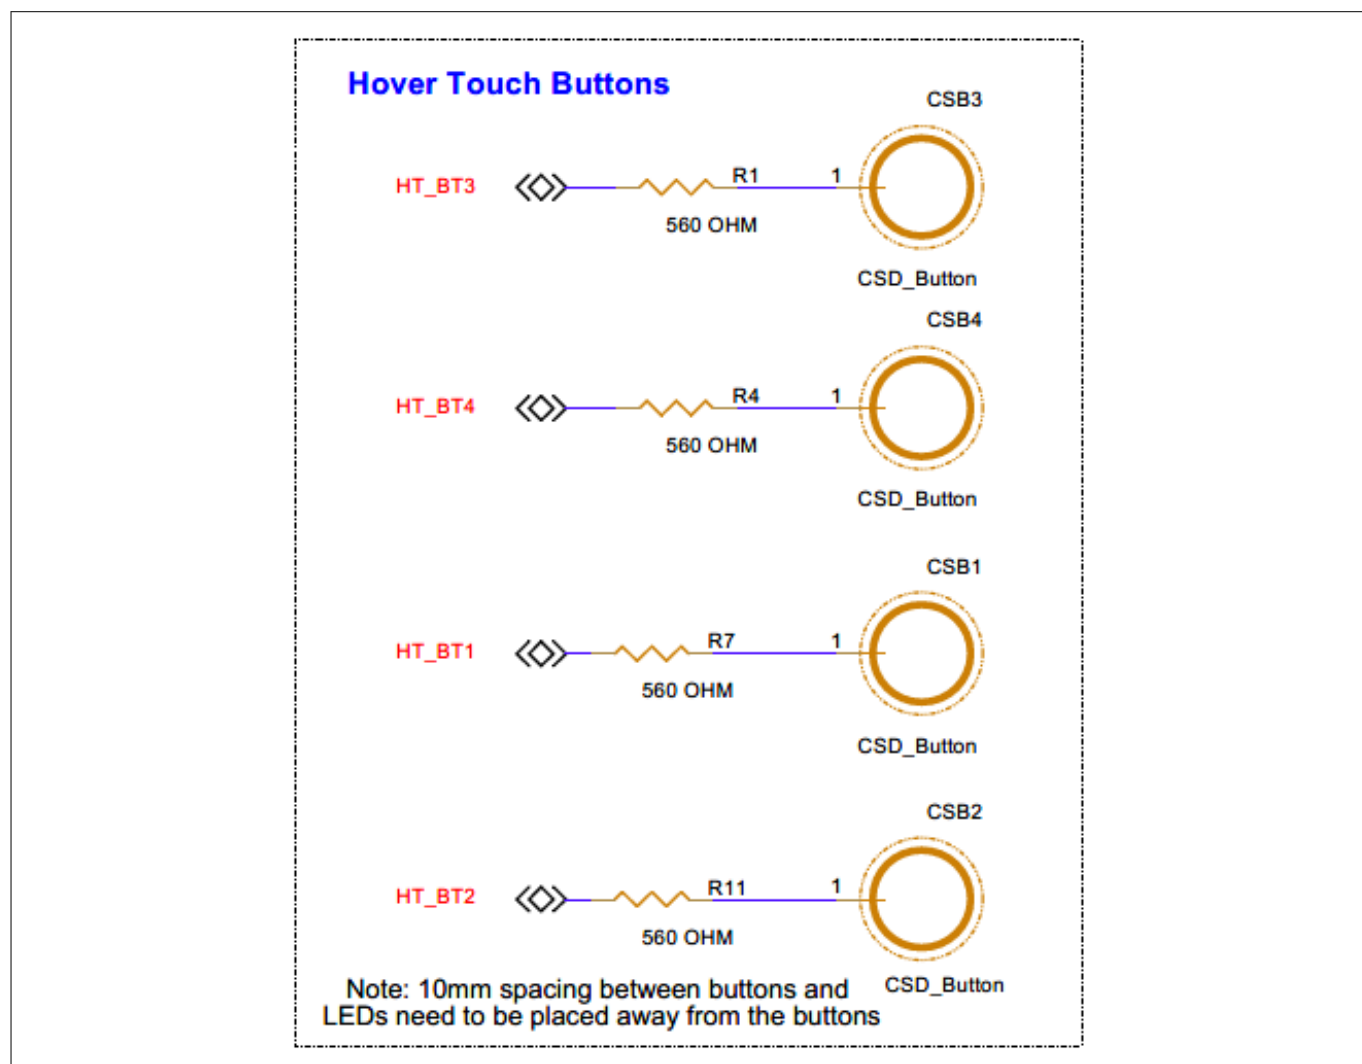 Hover Touch Buttons
CSB3
HT_BT3
R1
1
560 OHM
CSD_Button
CSB4
HT_BT4
R4
1
560 OHM
CSD_Button
CSB1
HT_BT1
R7
1
560 OHM
CSD_Button
CSB2
HT_BT2
R11
1
560 OHM
CSD_Button
Note: 10mm spacing between buttons and
LEDs need to be placed away from the buttons